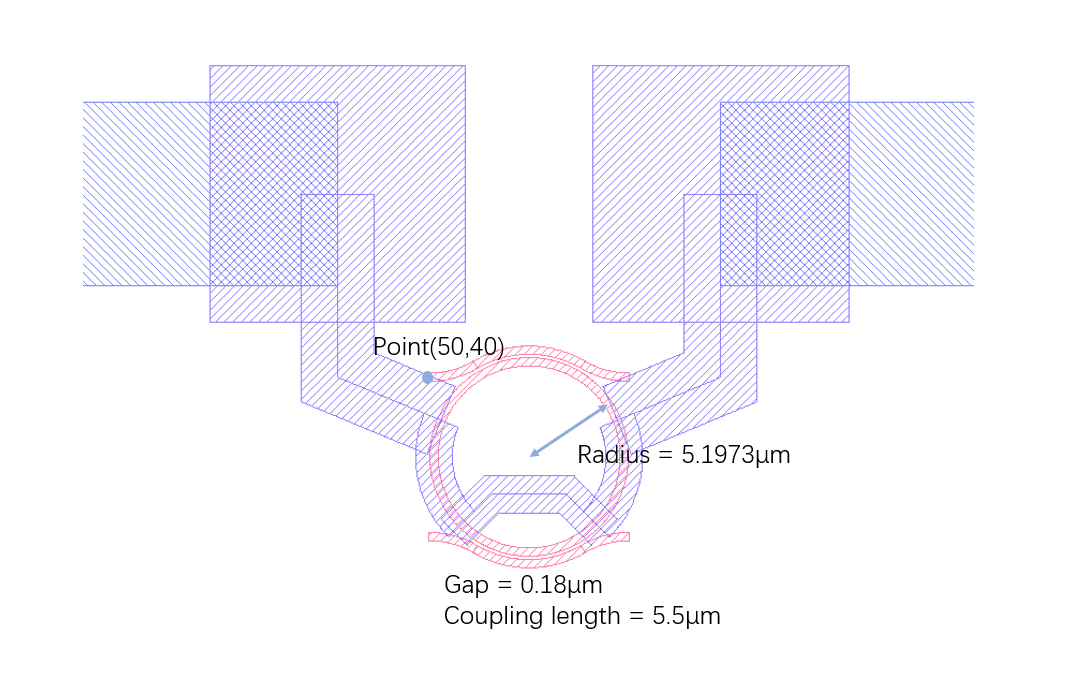 Point(50,40)
Radius = 5.1973μm
Gap = 0.18μm
Coupling length = 5.5μm